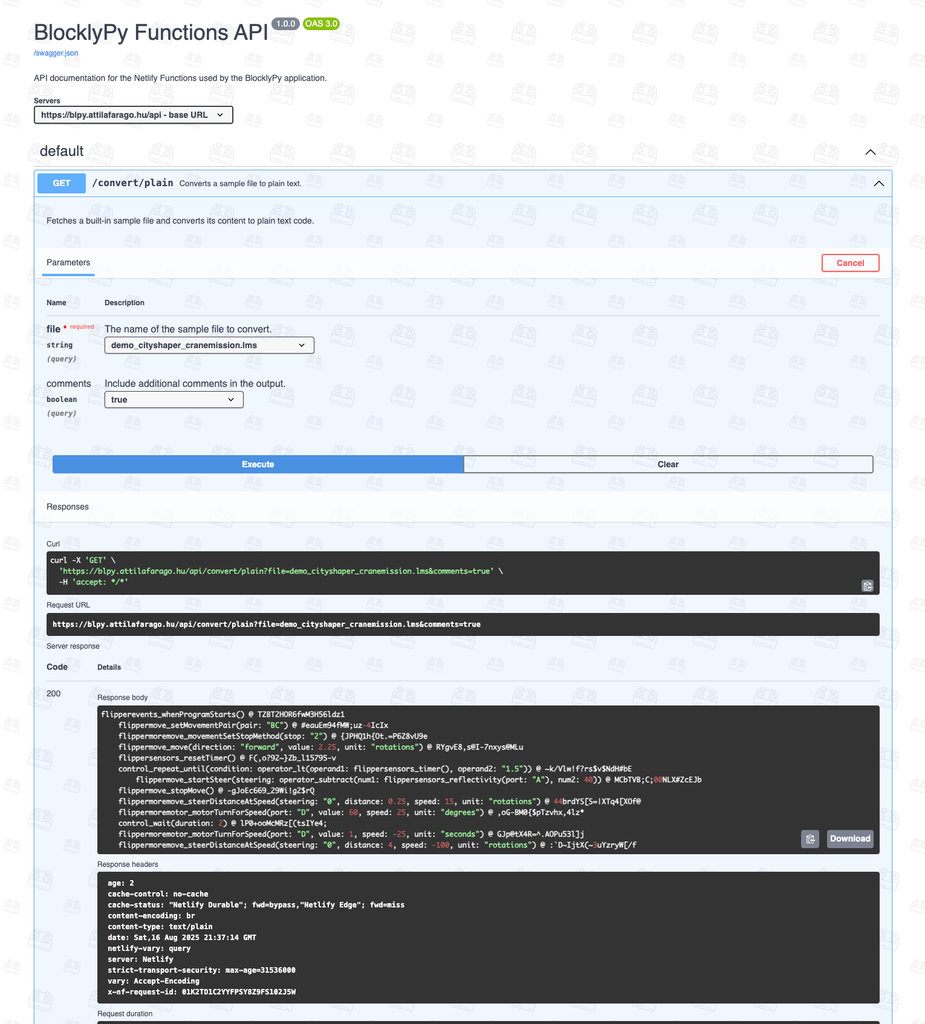 BlocklyPy Functions API 1.0.0 OAS 3.0
/swagger.json
API documentation for the Netlify Functions used by the BlocklyPy application.
Servers
https://blpy.attilafarago.hu/api - base URL
default
GET /convert/plain Converts a sample file to plain text.
Fetches a built-in sample file and converts its content to plain text code.
Parameters
Cancel
Name Description
file * required The name of the sample file to convert.
string demo_cityshaper_cranemission.lms
(query)
comments Include additional comments in the output.
boolean true
(query)
Execute Clear
Responses
Curl
curl -X 'GET' \
'https://blpy.attilafarago.hu/api/convert/plain?file=demo_cityshaper_cranemission.lms&comments=true' \
-H 'accept: */*'
Request URL
https://blpy.attilafarago.hu/api/convert/plain?file=demo_cityshaper_cranemission.lms&comments=true
Server response
Code Details
200 Response body
flipperevents_whenProgramStarts() @ TZBTZHOR6fwM3H56ldz1
flippermove_setMovementPair(pair: "BC") @ #eauEm94fMW;uz-4IcIx
flippermoremove_movementSetStopMethod(stop: "2") @ {JPHQ1h{Ot.=P6Z8vU9e
flippermove_move(direction: "forward", value: 2.25, unit: "rotations") @ RYgvE8,s@I-7nxys@MLu
flippersensors_resetTimer() @ F(,o?92~}Zb_l15795-v
control_repeat_until(condition: operator_lt(operand1: flippersensors_timer(), operand2: "1.5")) @ ~k/Vlw!f?rs$v$NdH#bE
flippermove_startSteer(steering: operator_subtract(num1: flippersensors_reflectivity(port: "A"), num2: 40)) @ MCbTVB;C;00NLX#ZcEJb
flippermove_stopMove() @ -gJoEc669_29Wi!g2$rQ
flippermoremove_steerDistanceAtSpeed(steering: "0", distance: 0.25, speed: 15, unit: "rotations") @ 44brdYS[S=|XTq4[XOf@
flippermoremotor_motorTurnForSpeed(port: "D", value: 60, speed: 25, unit: "degrees") @ ,oG-BM0{$pTzvhx,4lz*
control_wait(duration: 2) @ lP0+ooMcMRz[(tsIYe4;
flippermoremotor_motorTurnForSpeed(port: "D", value: 1, speed: -25, unit: "seconds") @ GJp@tX4R=^.AOPu53l]j
flippermoremove_steerDistanceAtSpeed(steering: "0", distance: 4, speed: -100, unit: "rotations") @ :`D~IjtX(~3uYzryW[/f
Download
Response headers
age: 2
cache-control: no-cache
cache-status: "Netlify Durable"; fwd=bypass,"Netlify Edge"; fwd=miss
content-encoding: br
content-type: text/plain
date: Sat,16 Aug 2025 21:37:14 GMT
netlify-vary: query
server: Netlify
strict-transport-security: max-age=31536000
vary: Accept-Encoding
x-nf-request-id: 01K2TD1C2YYFPSY8Z9FS102J5W
Request duration